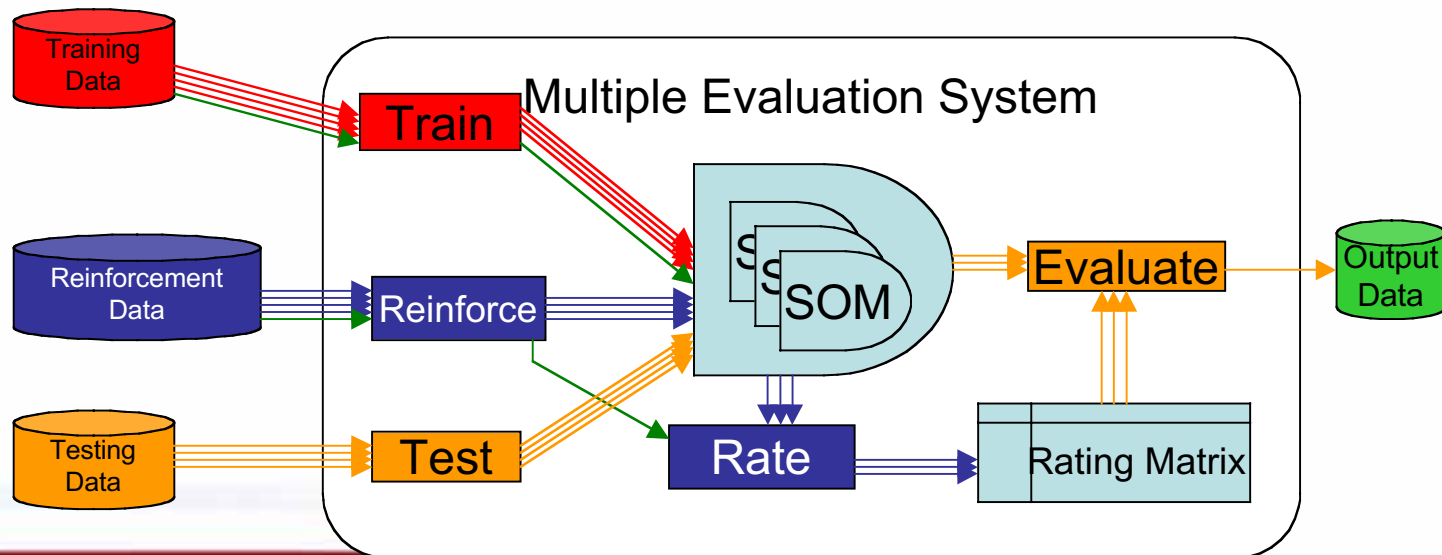 Training
Data
Multiple Evaluation System
Train
S
S
SOM
Reinforcement
Data
Reinforce
Evaluate
Output
Data
Testing
Data
Test
Rate
Rating Matrix